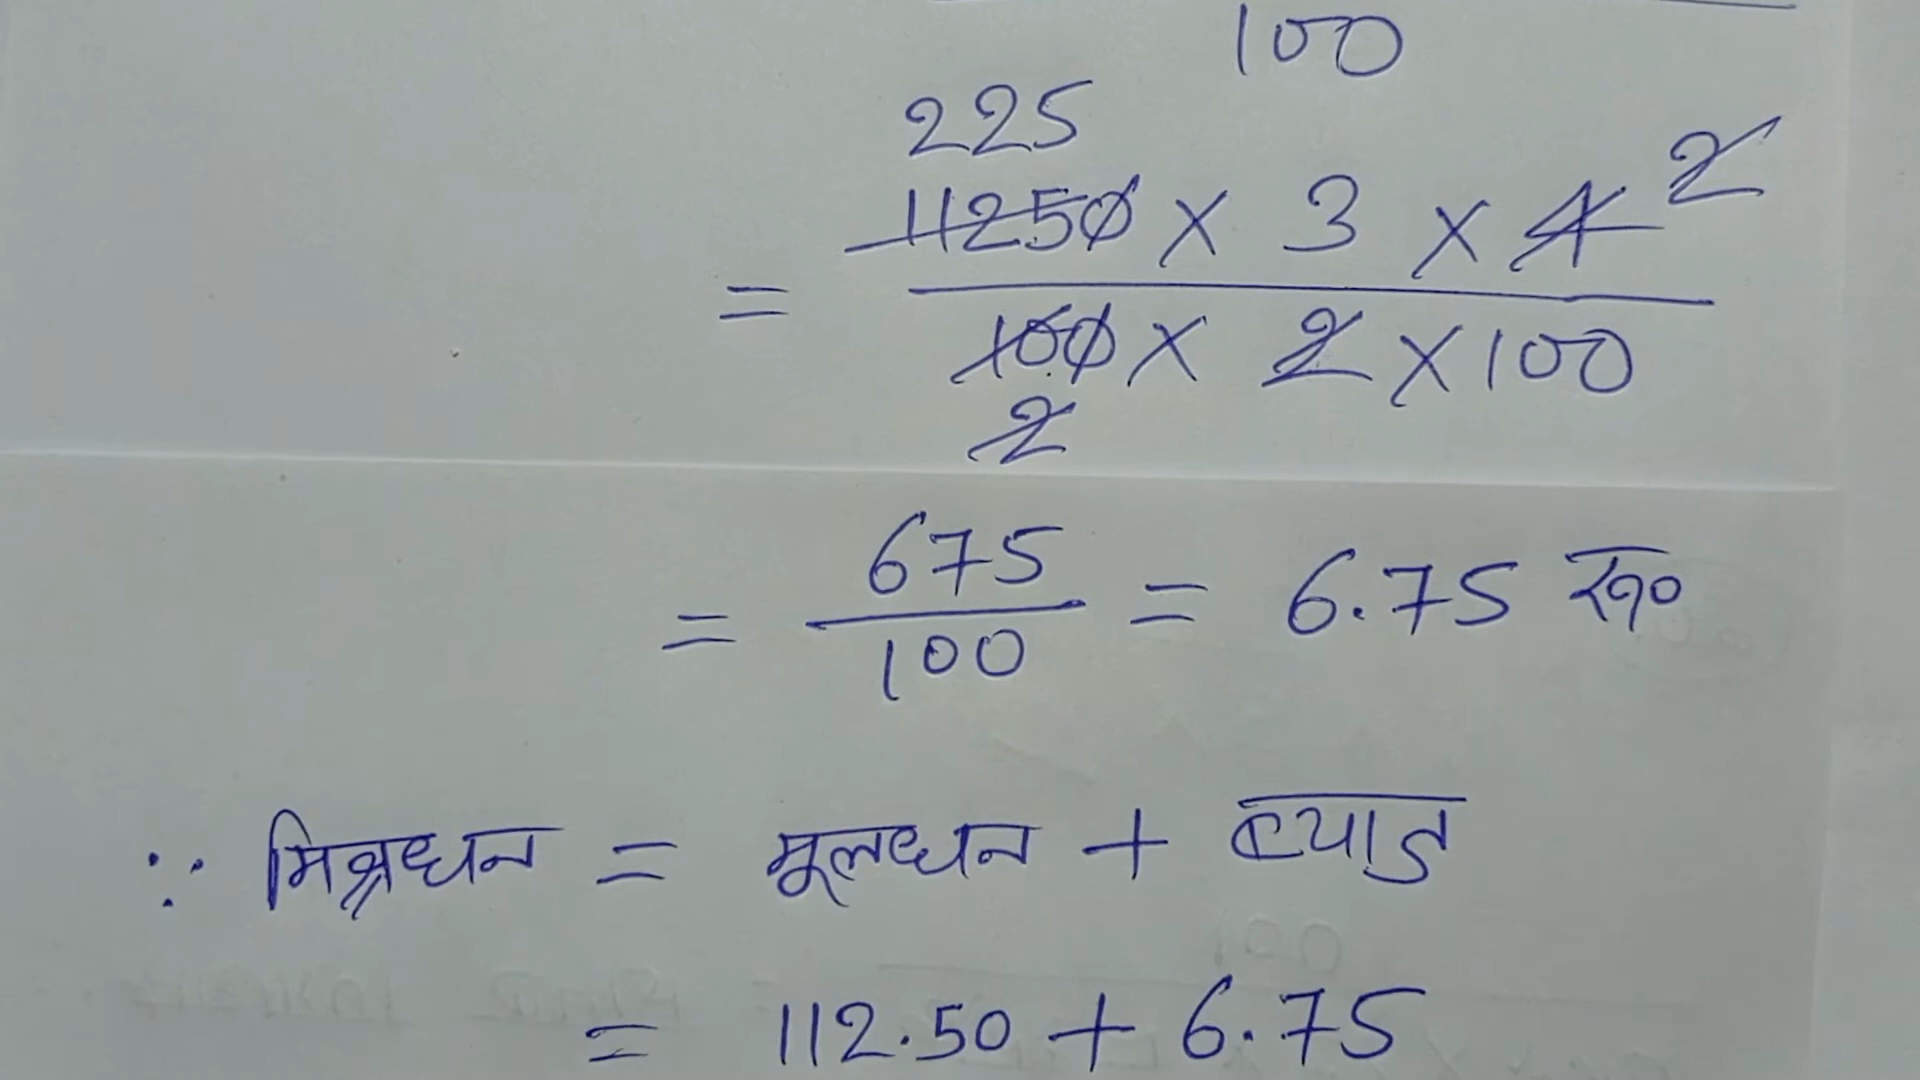 100
225
11250 × 3 × 4 2
=
100 × 2 × 100
2
= 675/100 = 6.75 रू०
∵ मिश्रधन = मूलधन + ब्याज
= 112.50 + 6.75